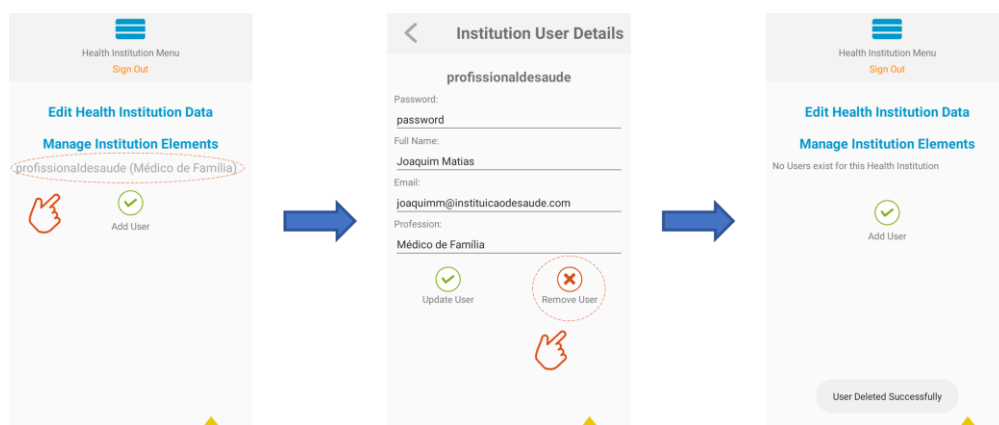 Health Institution Menu
Sign Out
Edit Health Institution Data
Manage Institution Elements
profissionaldesaude (Médico de Família)
Add User
Institution User Details
profissionaldesaude
Password:
password
Full Name:
Joaquim Matias
Email:
joaquimm@instituicaodesaude.com
Profession:
Médico de Família
Update User
Remove User
Health Institution Menu
Sign Out
Edit Health Institution Data
Manage Institution Elements
No Users exist for this Health Institution
Add User
User Deleted Successfully